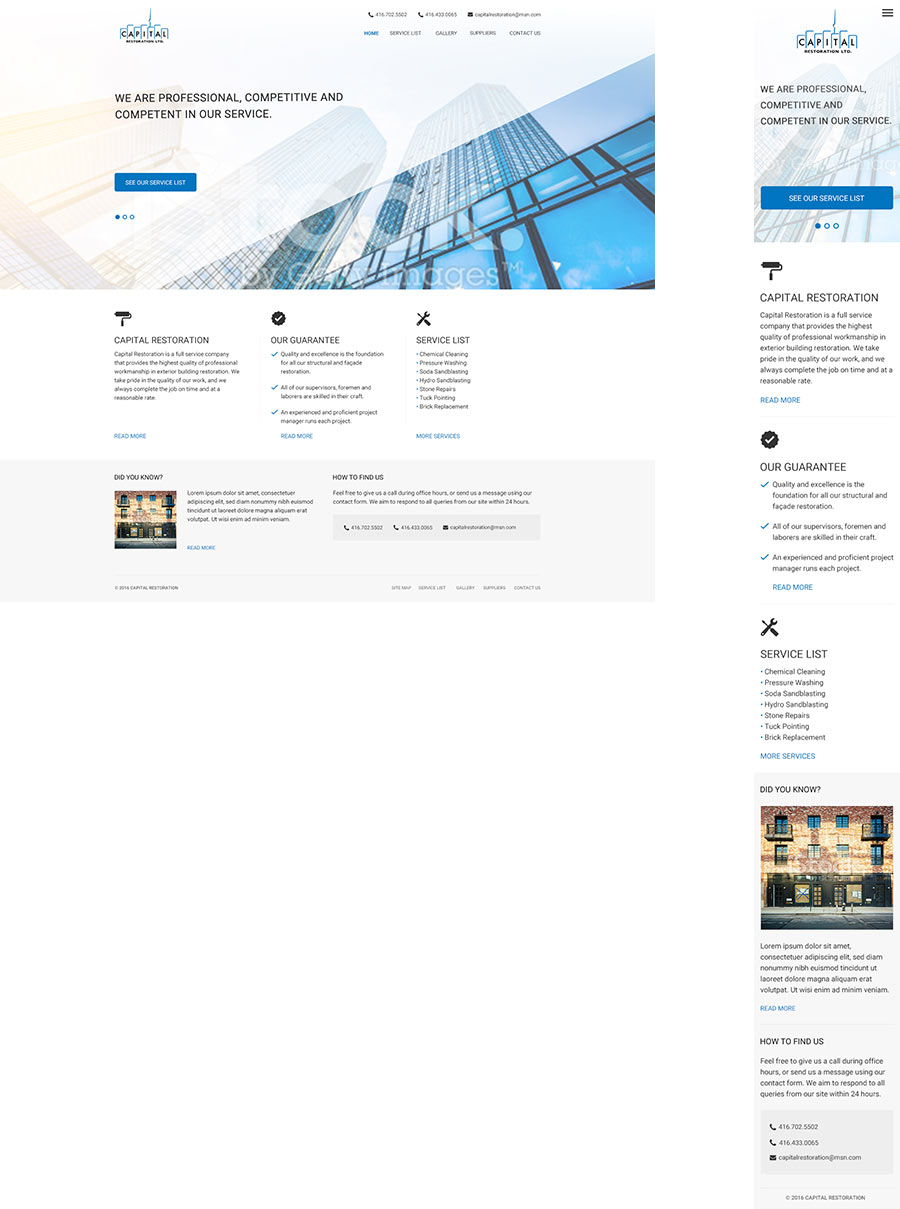 CAPITAL
RESTORATION LTD.
416.702.5502 416.433.0065 capitalrestoration@msn.com
HOME SERVICE LIST GALLERY SUPPLIERS CONTACT US
WE ARE PROFESSIONAL, COMPETITIVE AND
COMPETENT IN OUR SERVICE.
SEE OUR SERVICE LIST
by Getty Images™
CAPITAL RESTORATION
Capital Restoration is a full service company
that provides the highest quality of professional
workmanship in exterior building restoration. We
take pride in the quality of our work, and we
always complete the job on time and at a
reasonable rate.
READ MORE
OUR GUARANTEE
Quality and excellence is the foundation
for all our structural and façade
restoration.
All of our supervisors, foremen and
laborers are skilled in their craft.
An experienced and proficient project
manager runs each project.
READ MORE
SERVICE LIST
• Chemical Cleaning
• Pressure Washing
• Soda Sandblasting
• Hydro Sandblasting
• Stone Repairs
• Tuck Pointing
• Brick Replacement
MORE SERVICES
DID YOU KNOW?
Lorem ipsum dolor sit amet, consectetuer
adipiscing elit, sed diam nonummy nibh euismod
tincidunt ut laoreet dolore magna aliquam erat
volutpat. Ut wisi enim ad minim veniam.
READ MORE
HOW TO FIND US
Feel free to give us a call during office hours, or send us a message using our
contact form. We aim to respond to all queries from our site within 24 hours.
416.702.5502 416.433.0065 capitalrestoration@msn.com
© 2016 CAPITAL RESTORATION
SITE MAP SERVICE LIST GALLERY SUPPLIERS CONTACT US
CAPITAL
RESTORATION LTD.
WE ARE PROFESSIONAL,
COMPETITIVE AND
COMPETENT IN OUR SERVICE.
SEE OUR SERVICE LIST
CAPITAL RESTORATION
Capital Restoration is a full service
company that provides the highest
quality of professional workmanship in
exterior building restoration. We take
pride in the quality of our work, and we
always complete the job on time and at a
reasonable rate.
READ MORE
OUR GUARANTEE
Quality and excellence is the
foundation for all our structural and
façade restoration.
All of our supervisors, foremen and
laborers are skilled in their craft.
An experienced and proficient project
manager runs each project.
READ MORE
SERVICE LIST
• Chemical Cleaning
• Pressure Washing
• Soda Sandblasting
• Hydro Sandblasting
• Stone Repairs
• Tuck Pointing
• Brick Replacement
MORE SERVICES
DID YOU KNOW?
Lorem ipsum dolor sit amet,
consectetuer adipiscing elit, sed diam
nonummy nibh euismod tincidunt ut
laoreet dolore magna aliquam erat
volutpat. Ut wisi enim ad minim veniam.
READ MORE
HOW TO FIND US
Feel free to give us a call during office
hours, or send us a message using our
contact form. We aim to respond to all
queries from our site within 24 hours.
416.702.5502
416.433.0065
capitalrestoration@msn.com
© 2016 CAPITAL RESTORATION